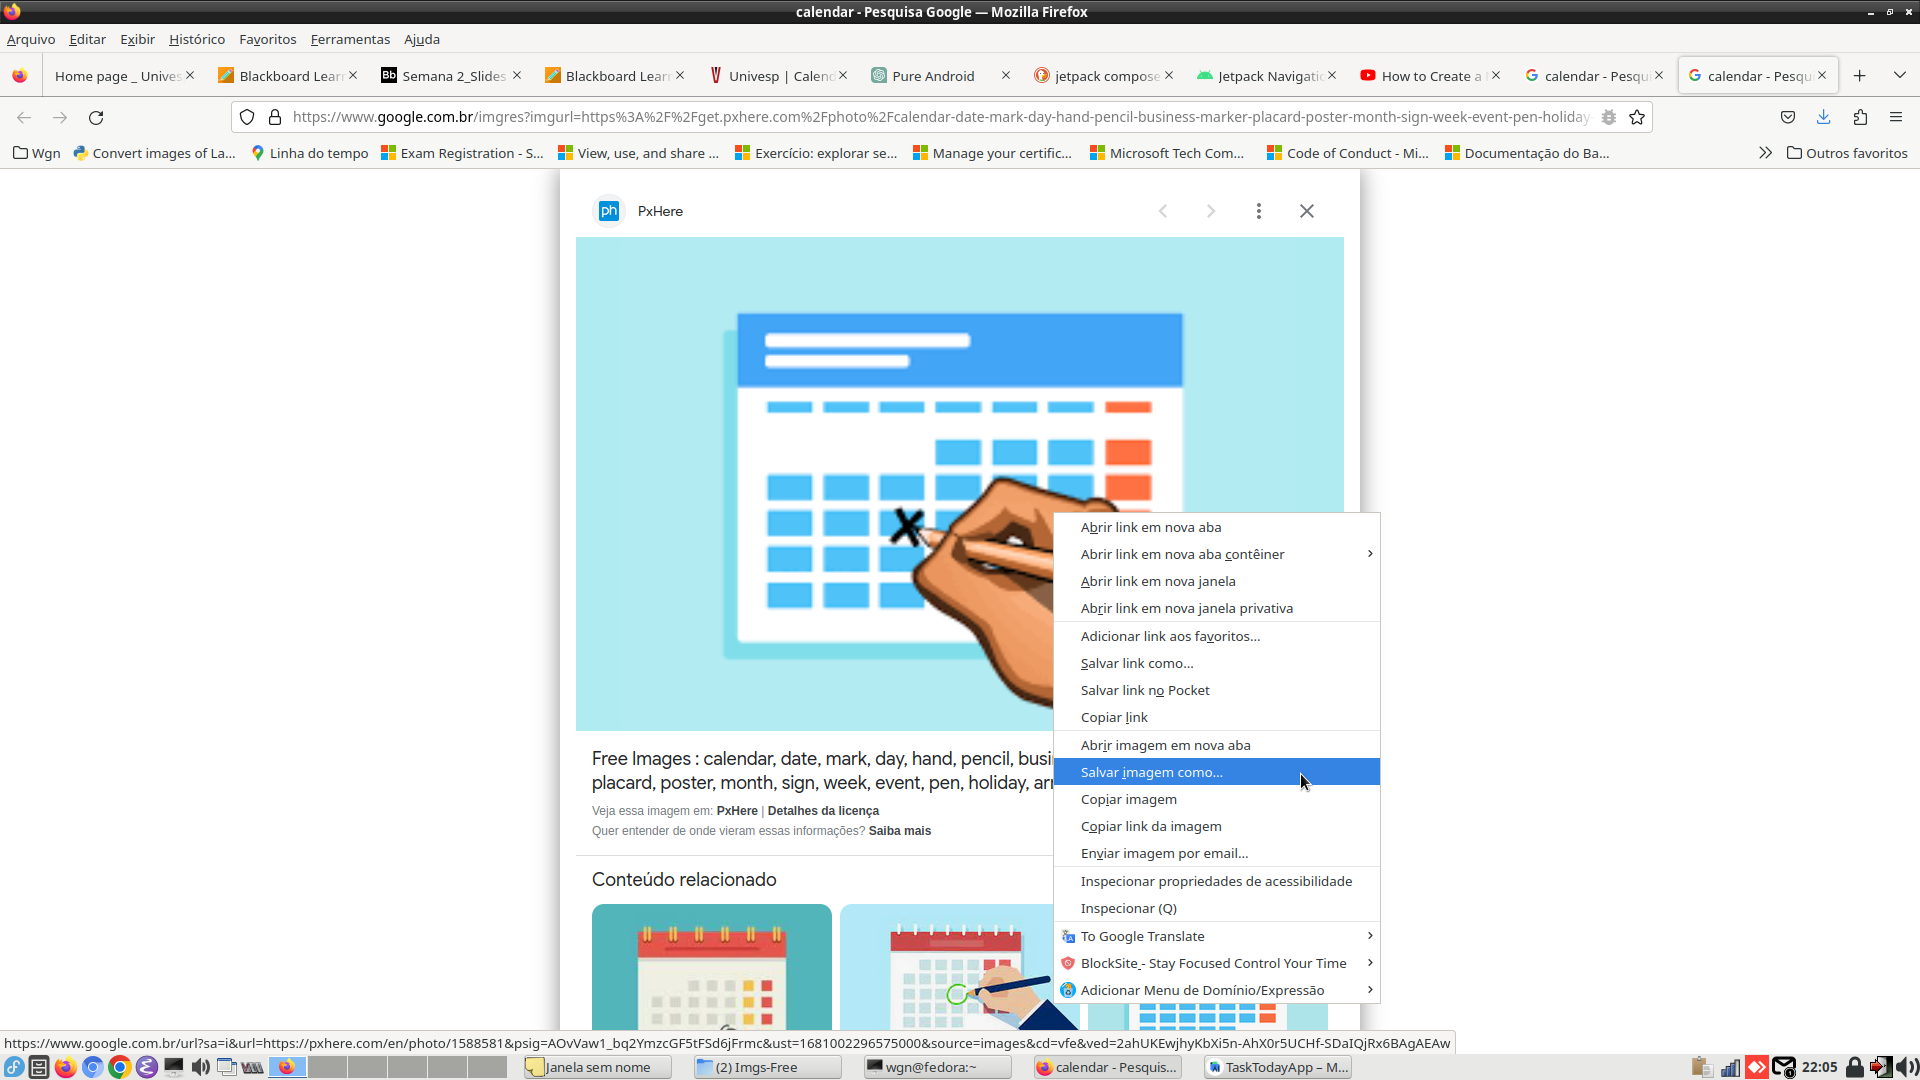 calendar - Pesquisa Google — Mozilla Firefox
Arquivo Editar Exibir Histórico Favoritos Ferramentas Ajuda
Home page _ Unives
Blackboard Learn
Bb Semana 2_Slides
Blackboard Learn
Univesp | Calend
Pure Android
jetpack compose
Jetpack Navigatio
How to Create a
calendar - Pesqui
calendar - Pesqui
https://www.google.com.br/imgres?imgurl=https%3A%2F%2Fget.pxhere.com%2Fphoto%2Fcalendar-date-mark-day-hand-pencil-business-marker-placard-poster-month-sign-week-event-pen-holiday-
Wgn
Convert images of La...
Linha do tempo
Exam Registration - S...
View, use, and share ...
Exercício: explorar se...
Manage your certific...
Microsoft Tech Com...
Code of Conduct - Mi...
Documentação do Ba...
Outros favoritos
ph PxHere
Abrir link em nova aba
Abrir link em nova aba contêiner
Abrir link em nova janela
Abrir link em nova janela privativa
Adicionar link aos favoritos...
Salvar link como...
Salvar link no Pocket
Copiar link
Abrir imagem em nova aba
Salvar imagem como...
Copiar imagem
Copiar link da imagem
Enviar imagem por email...
Inspecionar propriedades de acessibilidade
Inspecionar (Q)
To Google Translate
BlockSite - Stay Focused Control Your Time
Adicionar Menu de Domínio/Expressão
Free Images : calendar, date, mark, day, hand, pencil, busi
placard, poster, month, sign, week, event, pen, holiday, ar
Veja essa imagem em: PxHere | Detalhes da licença
Quer entender de onde vieram essas informações? Saiba mais
Conteúdo relacionado
https://www.google.com.br/url?sa=i&url=https://pxhere.com/en/photo/1588581&psig=AOvVaw1_bq2YmzcGF5tFSd6jFrmc&ust=1681002296575000&source=images&cd=vfe&ved=2ahUKEwjhyKbXi5n-AhX0r5UCHf-SDaIQjRx6BAgAEAw
Janela sem nome
(2) Imgs-Free
wgn@fedora:~
calendar - Pesquis...
TaskTodayApp – M...
22:05